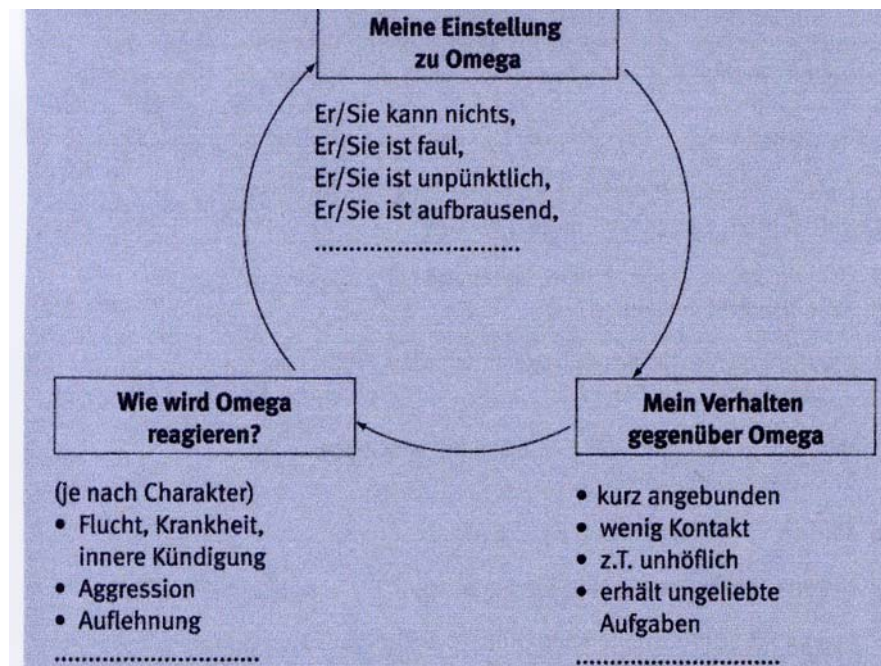 Meine Einstellung
zu Omega
Er/Sie kann nichts,
Er/Sie ist faul,
Er/Sie ist unpünktlich,
Er/Sie ist aufbrausend,
..............................
Wie wird Omega
reagieren?
(je nach Charakter)
• Flucht, Krankheit,
innere Kündigung
• Aggression
• Auflehnung
..............................
Mein Verhalten
gegenüber Omega
• kurz angebunden
• wenig Kontakt
• z.T. unhöflich
• erhält ungeliebte
Aufgaben
..............................